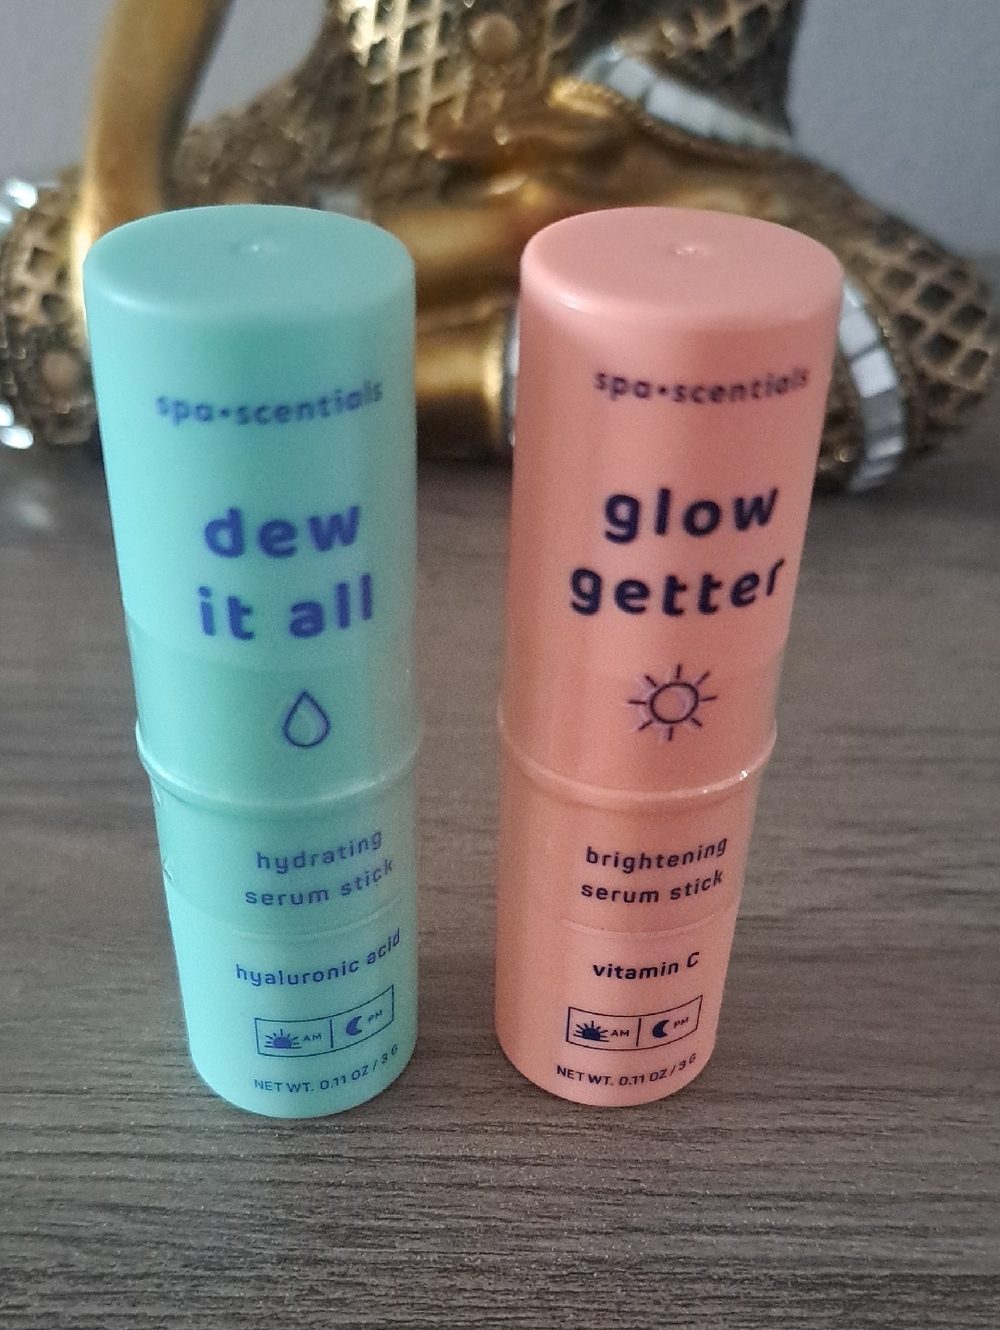 spa•scentials
dew
it all
hydrating
serum stick
hyaluronic acid
AM PM
NET WT. 0.11 OZ / 3 G
spa•scentials
glow
getter
brightening
serum stick
vitamin C
AM PM
NET WT. 0.11 OZ / 3 G